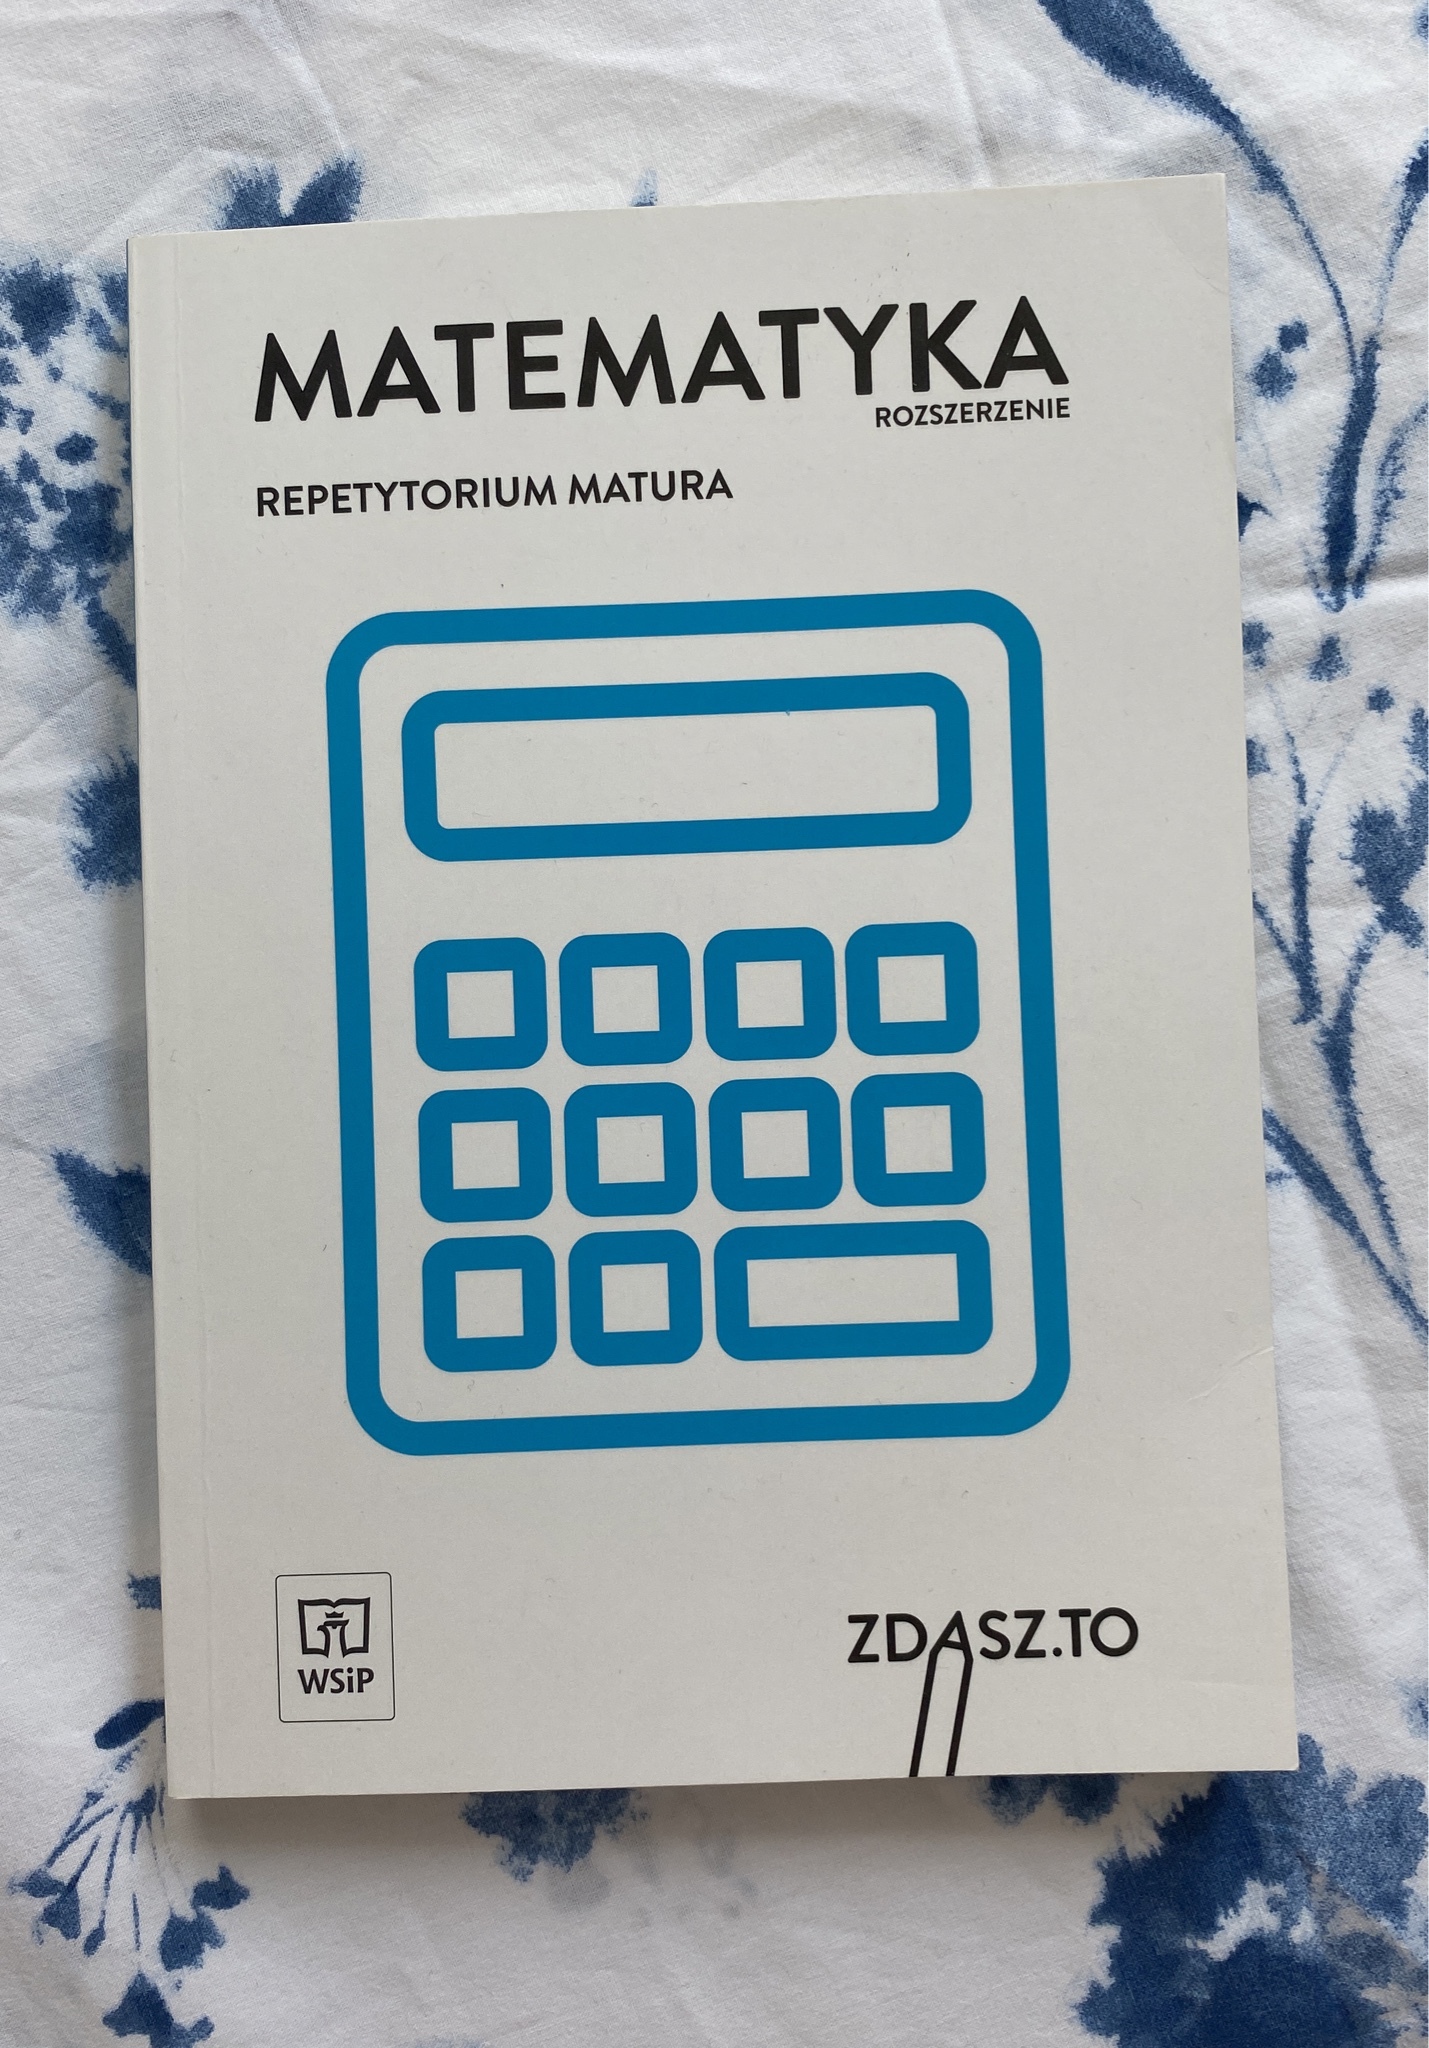 MATEMATYKA
ROZSZERZENIE
REPETYTORIUM MATURA
WSiP
ZDASZ.TO